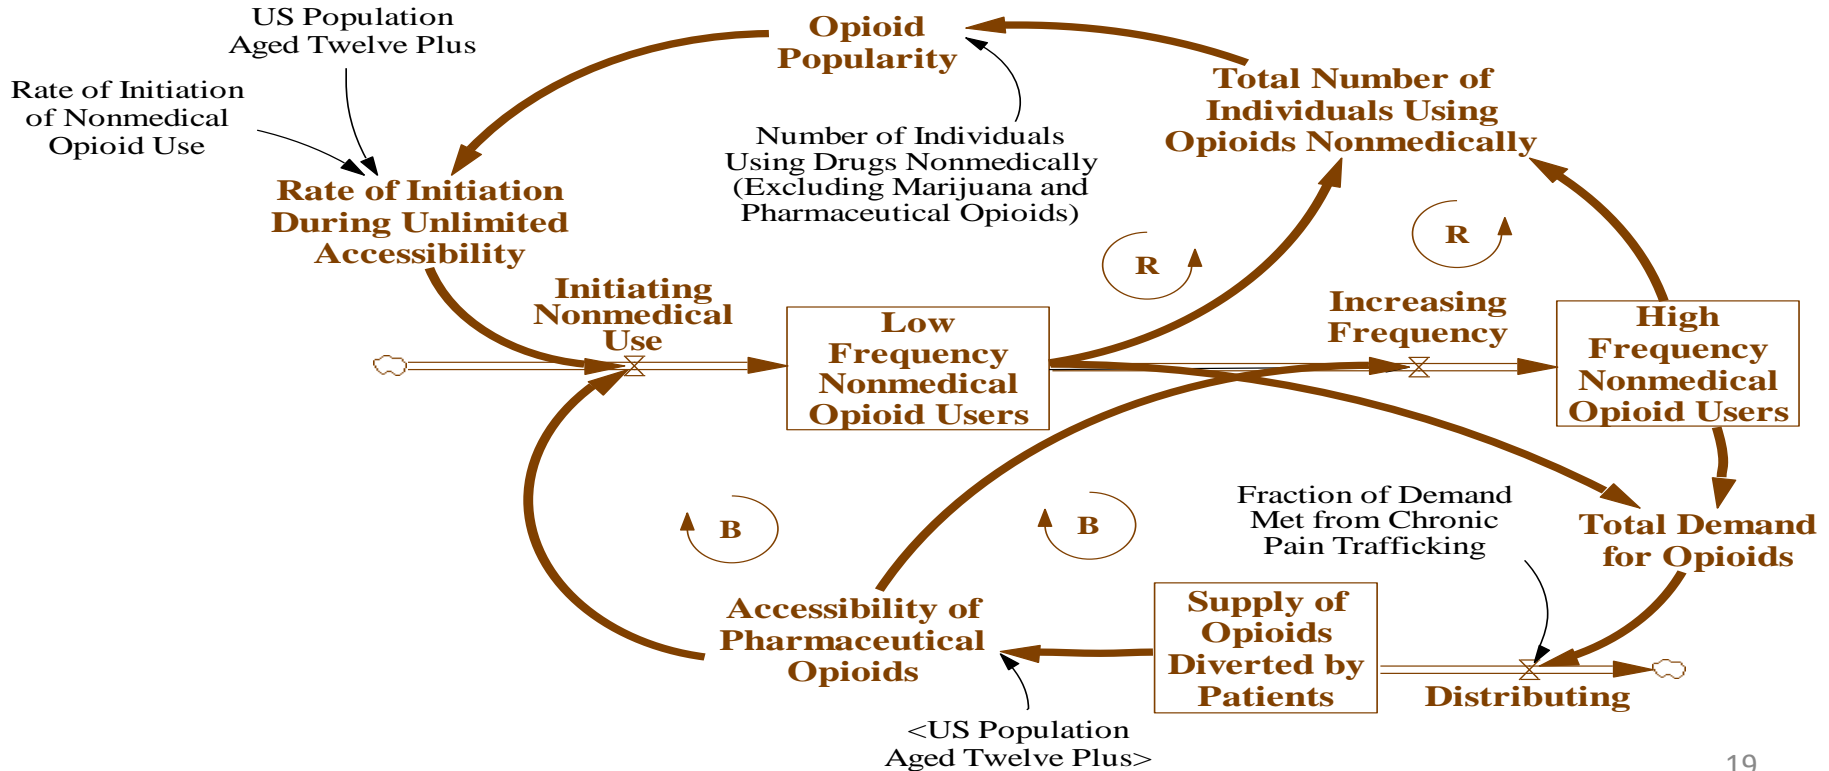 US Population
Aged Twelve Plus
Rate of Initiation
of Nonmedical
Opioid Use
Opioid
Popularity
Total Number of
Individuals Using
Opioids Nonmedically
Number of Individuals
Using Drugs Nonmedically
(Excluding Marijuana and
Pharmaceutical Opioids)
Rate of Initiation
During Unlimited
Accessibility
R
R
Initiating
Nonmedical
Use
Low
Frequency
Nonmedical
Opioid Users
Increasing
Frequency
High
Frequency
Nonmedical
Opioid Users
B
B
Fraction of Demand
Met from Chronic
Pain Trafficking
Total Demand
for Opioids
Accessibility of
Pharmaceutical
Opioids
Supply of
Opioids
Diverted by
Patients
Distributing
<US Population
Aged Twelve Plus>
19